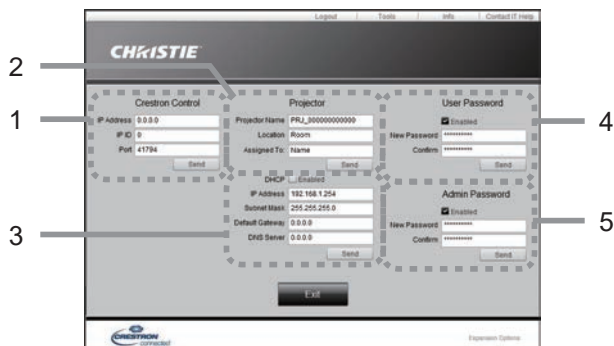 Logout Tools Info Contact IT Help
CHRISTIE
2
1
3
4
5
Crestron Control
IP Address 0.0.0.0
IP ID 0
Port 41794
Send
Projector
Projector Name PRJ_000000000000
Location Room
Assigned To: Name
Send
DHCP Enabled
IP Address 192.168.1.254
Subnet Mask 255.255.255.0
Default Gateway 0.0.0.0
DNS Server 0.0.0.0
Send
User Password
Enabled
New Password **********
Confirm **********
Send
Admin Password
Enabled
New Password **********
Confirm **********
Send
Exit
CRESTRON
connected
Expansion Options